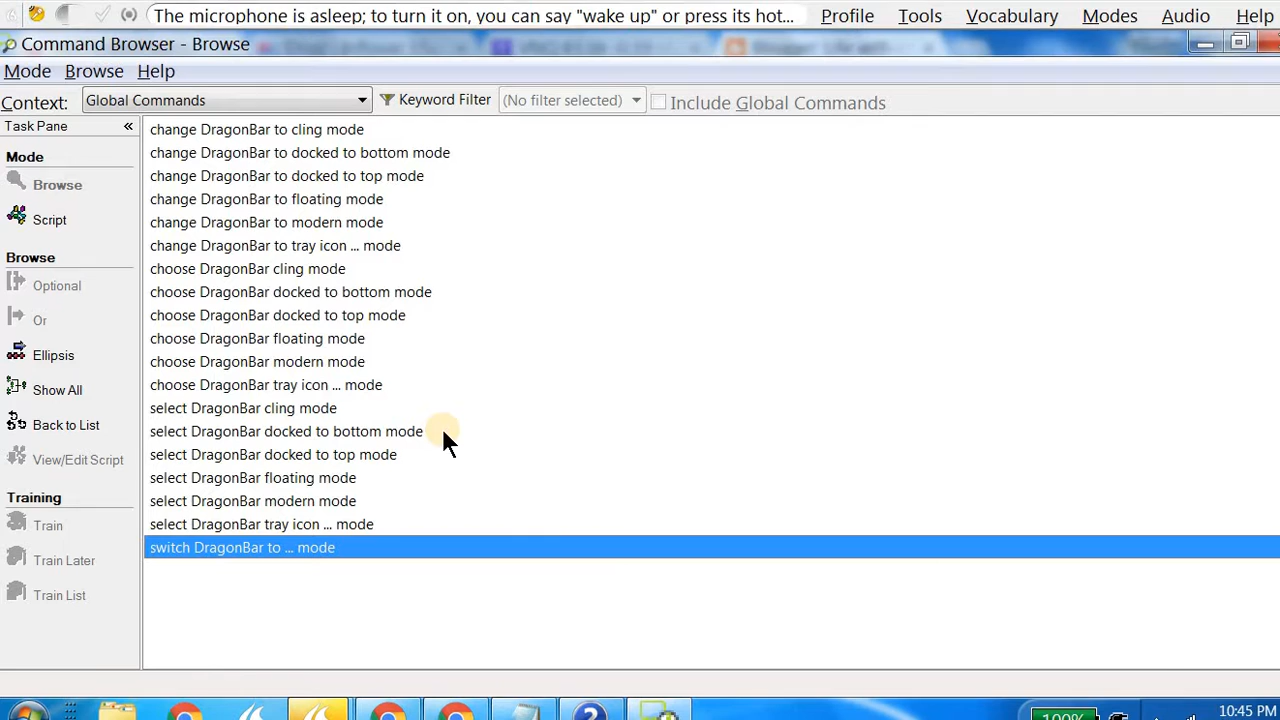 The microphone is asleep; to turn it on, you can say "wake up" or press its hot... Profile Tools Vocabulary Modes Audio Help
Command Browser - Browse
Mode Browse Help
Context: Global Commands Keyword Filter (No filter selected) Include Global Commands
Task Pane «
Mode
Browse
Script
Browse
Optional
Or
Ellipsis
Show All
Back to List
View/Edit Script
Training
Train
Train Later
Train List
change DragonBar to cling mode
change DragonBar to docked to bottom mode
change DragonBar to docked to top mode
change DragonBar to floating mode
change DragonBar to modern mode
change DragonBar to tray icon ... mode
choose DragonBar cling mode
choose DragonBar docked to bottom mode
choose DragonBar docked to top mode
choose DragonBar floating mode
choose DragonBar modern mode
choose DragonBar tray icon ... mode
select DragonBar cling mode
select DragonBar docked to bottom mode
select DragonBar docked to top mode
select DragonBar floating mode
select DragonBar modern mode
select DragonBar tray icon ... mode
switch DragonBar to ... mode
100% 10:45 PM